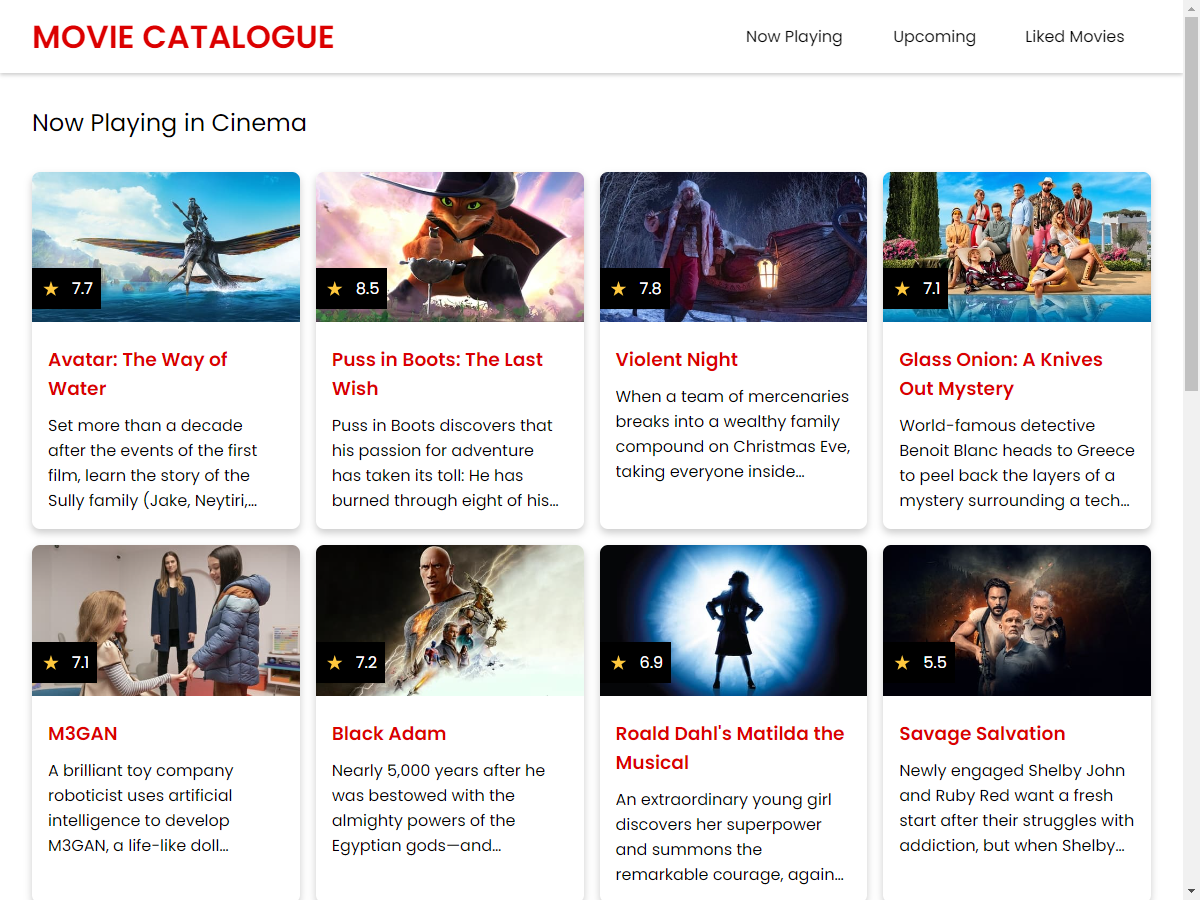 MOVIE CATALOGUE
Now Playing
Upcoming
Liked Movies
Now Playing in Cinema
★ 7.7
Avatar: The Way of
Water
Set more than a decade
after the events of the first
film, learn the story of the
Sully family (Jake, Neytiri,...
★ 8.5
Puss in Boots: The Last
Wish
Puss in Boots discovers that
his passion for adventure
has taken its toll: He has
burned through eight of his...
★ 7.8
Violent Night
When a team of mercenaries
breaks into a wealthy family
compound on Christmas Eve,
taking everyone inside...
★ 7.1
Glass Onion: A Knives
Out Mystery
World-famous detective
Benoit Blanc heads to Greece
to peel back the layers of a
mystery surrounding a tech...
★ 7.1
M3GAN
A brilliant toy company
roboticist uses artificial
intelligence to develop
M3GAN, a life-like doll...
★ 7.2
Black Adam
Nearly 5,000 years after he
was bestowed with the
almighty powers of the
Egyptian gods—and...
★ 6.9
Roald Dahl's Matilda the
Musical
An extraordinary young girl
discovers her superpower
and summons the
remarkable courage, again...
★ 5.5
Savage Salvation
Newly engaged Shelby John
and Ruby Red want a fresh
start after their struggles with
addiction, but when Shelby...